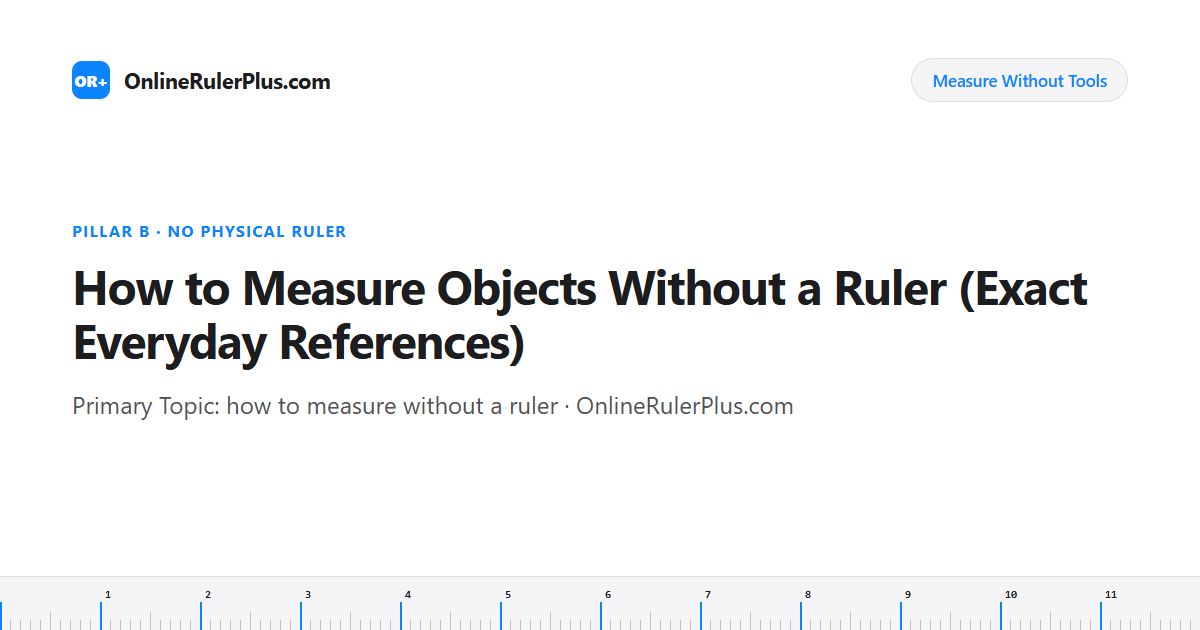 OR+ OnlineRulerPlus.com
Measure Without Tools
PILLAR B · NO PHYSICAL RULER
How to Measure Objects Without a Ruler (Exact
Everyday References)
Primary Topic: how to measure without a ruler · OnlineRulerPlus.com
1 2 3 4 5 6 7 8 9 10 11